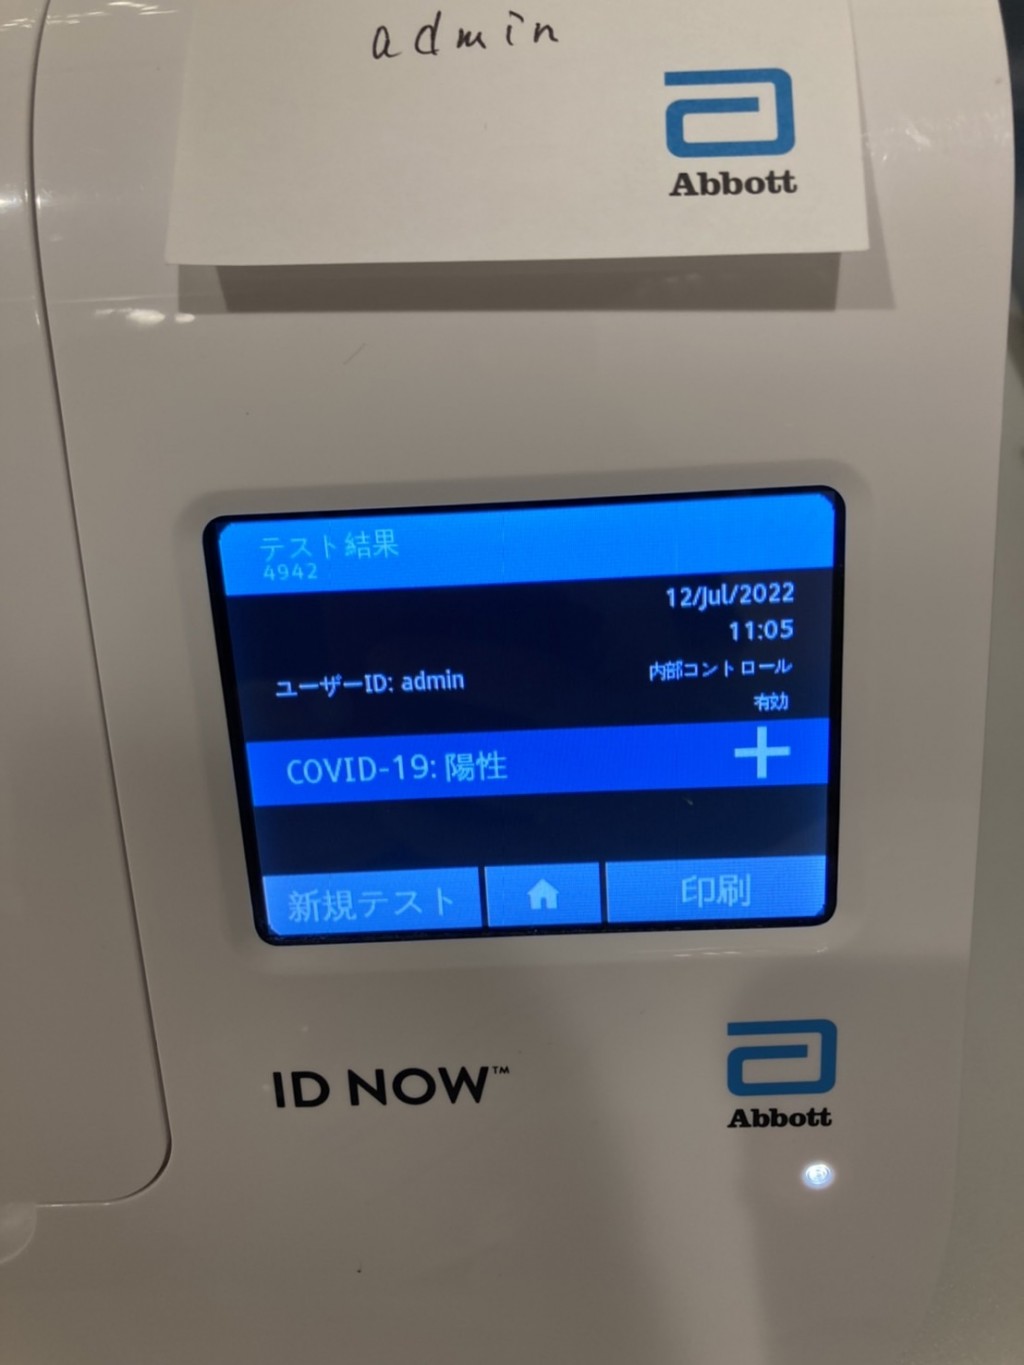 admin
Abbott
テスト結果
4942
12/Jul/2022
11:05
内部コントロール
ユーザーID: admin
有効
COVID-19: 陽性 +
新規テスト
印刷
ID NOW™
Abbott